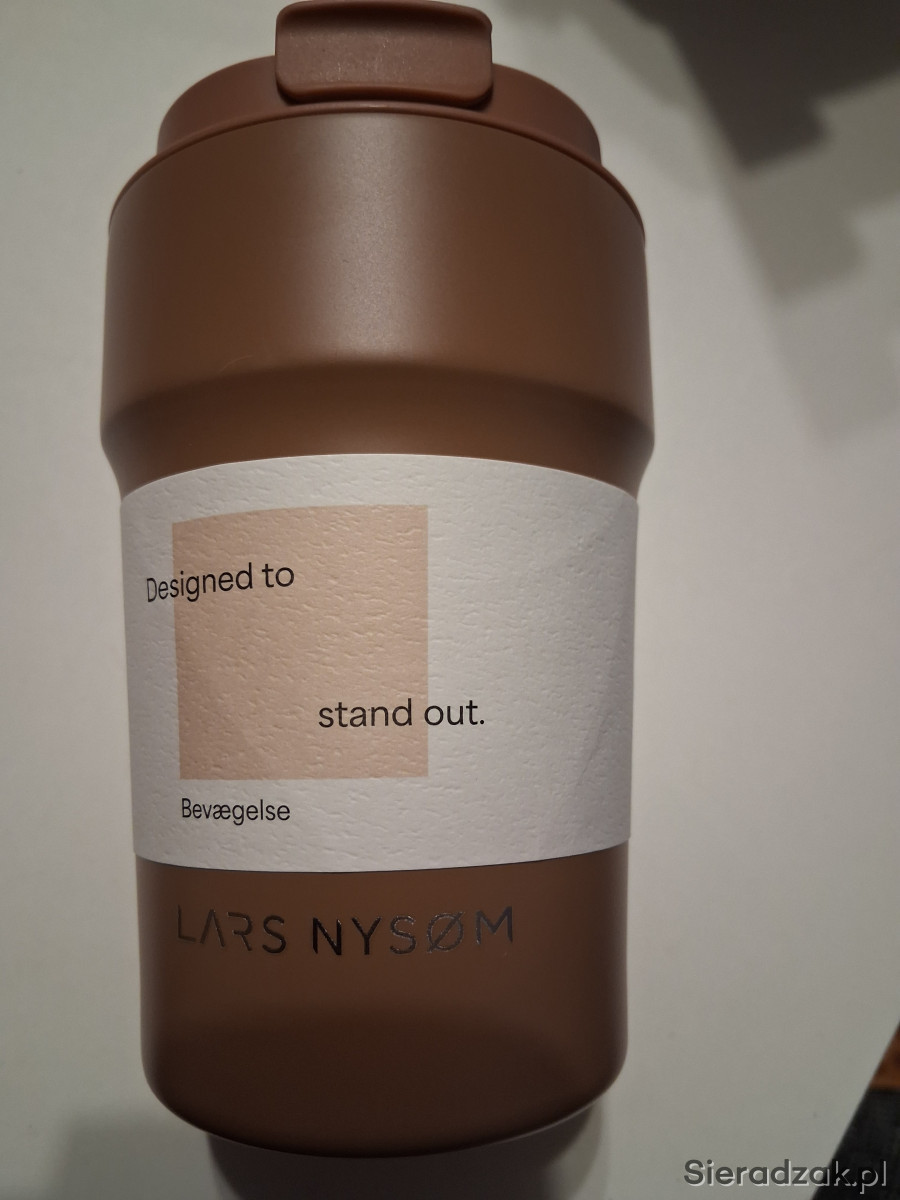 Designed to
stand out.
Bevægelse
LARS NYSØM
Sieradzak.pl